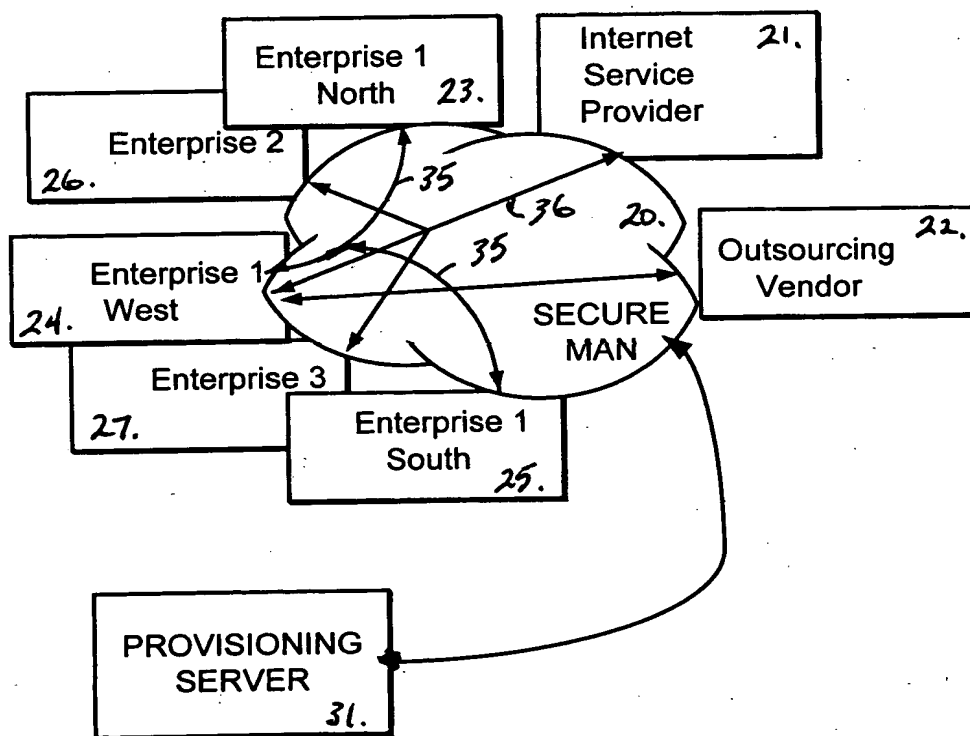 Enterprise 1
North 23.
Internet 21.
Service
Provider
Enterprise 2
26.
35
36
20.
Enterprise 1
West
24.
35
Outsourcing 22.
Vendor
SECURE
MAN
Enterprise 3
27.
Enterprise 1
South
25.
PROVISIONING
SERVER
31.